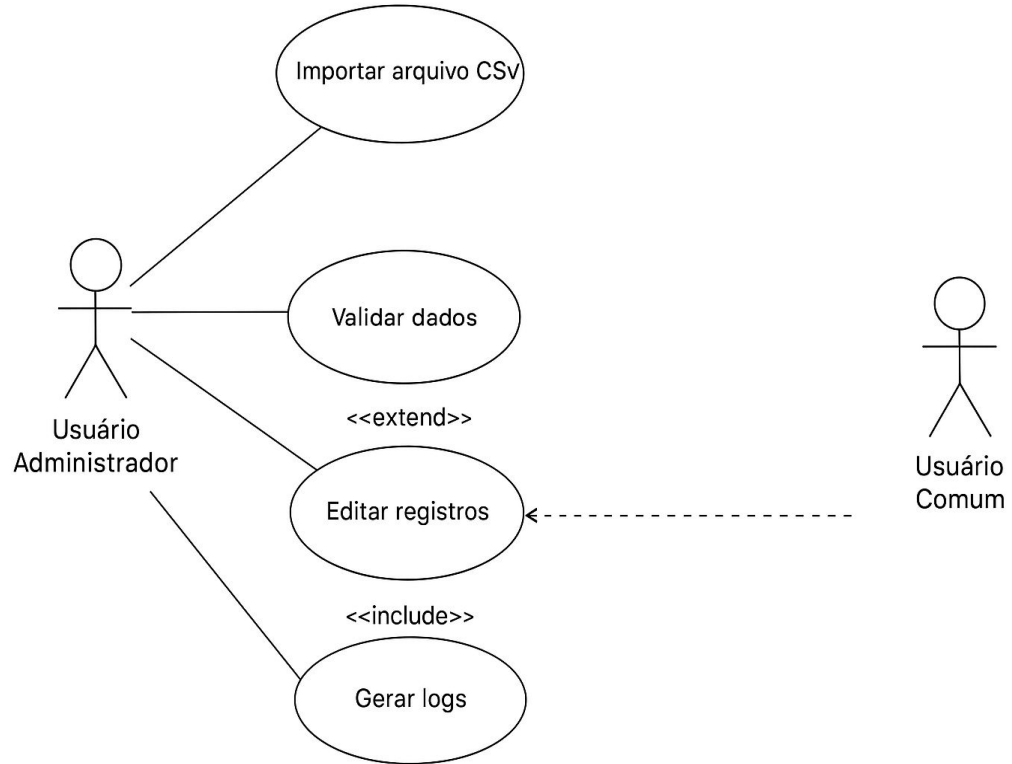 Importar arquivo CSv
Validar dados
<<extend>>
Usuário
Administrador
Editar registros
Usuário
Comum
<<include>>
Gerar logs